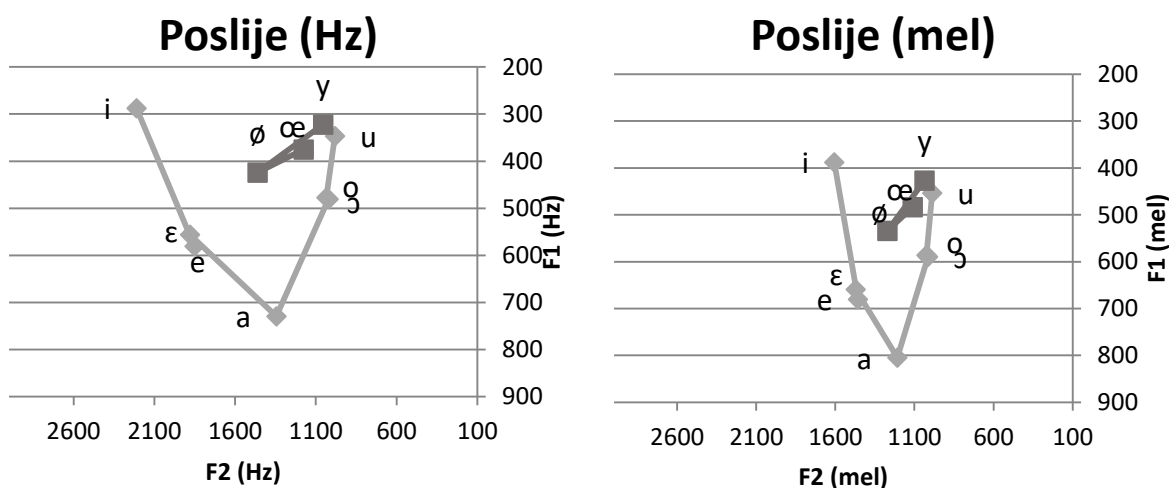 Poslije (Hz)
200
300
400
500
600
700
800
900
F1 (Hz)
2600 2100 1600 1100 600 100
F2 (Hz)
i
y
ø
œ
u
o
ɔ
ε
e
a
Poslije (mel)
200
300
400
500
600
700
800
900
F1 (mel)
2600 2100 1600 1100 600 100
F2 (mel)
i
y
œ
ø
u
o
ɔ
ε
e
a